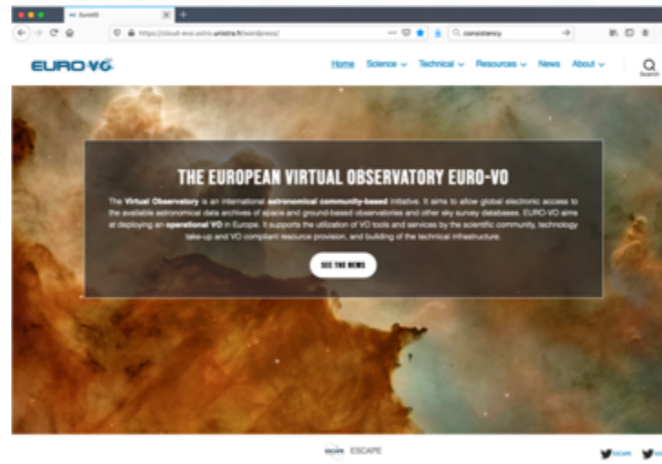 EuroVO
https://cloud-evo.astro.unistra.fr/wordpress/
consistency
EURO VO
Home Science Technical Resources News About
Search
THE EUROPEAN VIRTUAL OBSERVATORY EURO-VO
The Virtual Observatory is an international astronomical community-based initiative. It aims to allow global electronic access to
the available astronomical data archives of space and ground-based observatories and other sky survey databases. EURO-VO aims
at deploying an operational VO in Europe. It supports the utilization of VO tools and services by the scientific community, technology
take-up and VO compliant resource provision, and building of the technical infrastructure.
SEE THE NEWS
ESCAPE ESCAPE